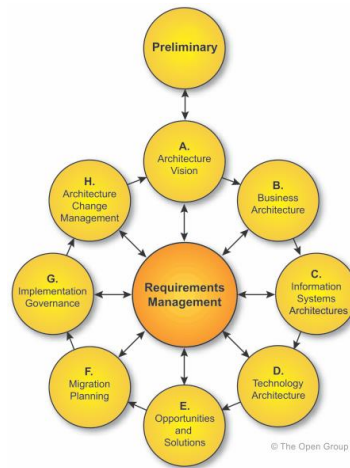 Preliminary
A.
Architecture
Vision
B.
Business
Architecture
C.
Information
Systems
Architectures
D.
Technology
Architecture
E.
Opportunities
and
Solutions
F.
Migration
Planning
G.
Implementation
Governance
H.
Architecture
Change
Management
Requirements
Management
© The Open Group